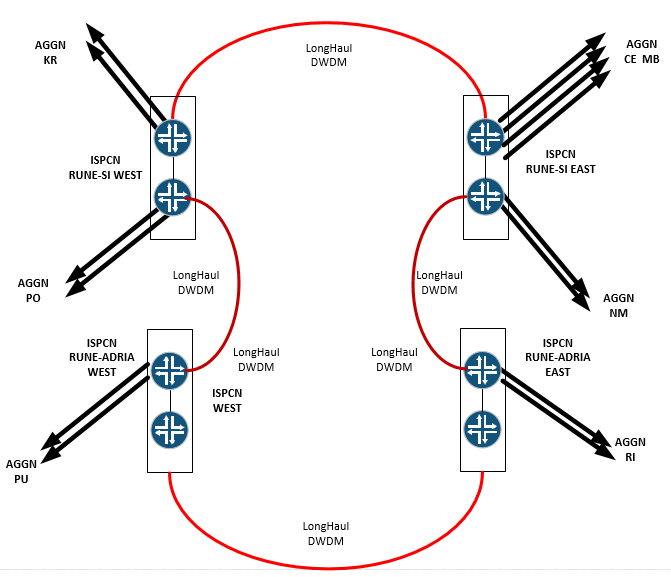 AGGN
KR
LongHaul
DWDM
AGGN
CE MB
ISPCN
RUNE-SI WEST
ISPCN
RUNE-SI EAST
AGGN
PO
LongHaul
DWDM
LongHaul
DWDM
AGGN
NM
ISPCN
RUNE-ADRIA
WEST
LongHaul
DWDM
LongHaul
DWDM
ISPCN
RUNE-ADRIA
EAST
ISPCN
WEST
AGGN
PU
AGGN
RI
LongHaul
DWDM